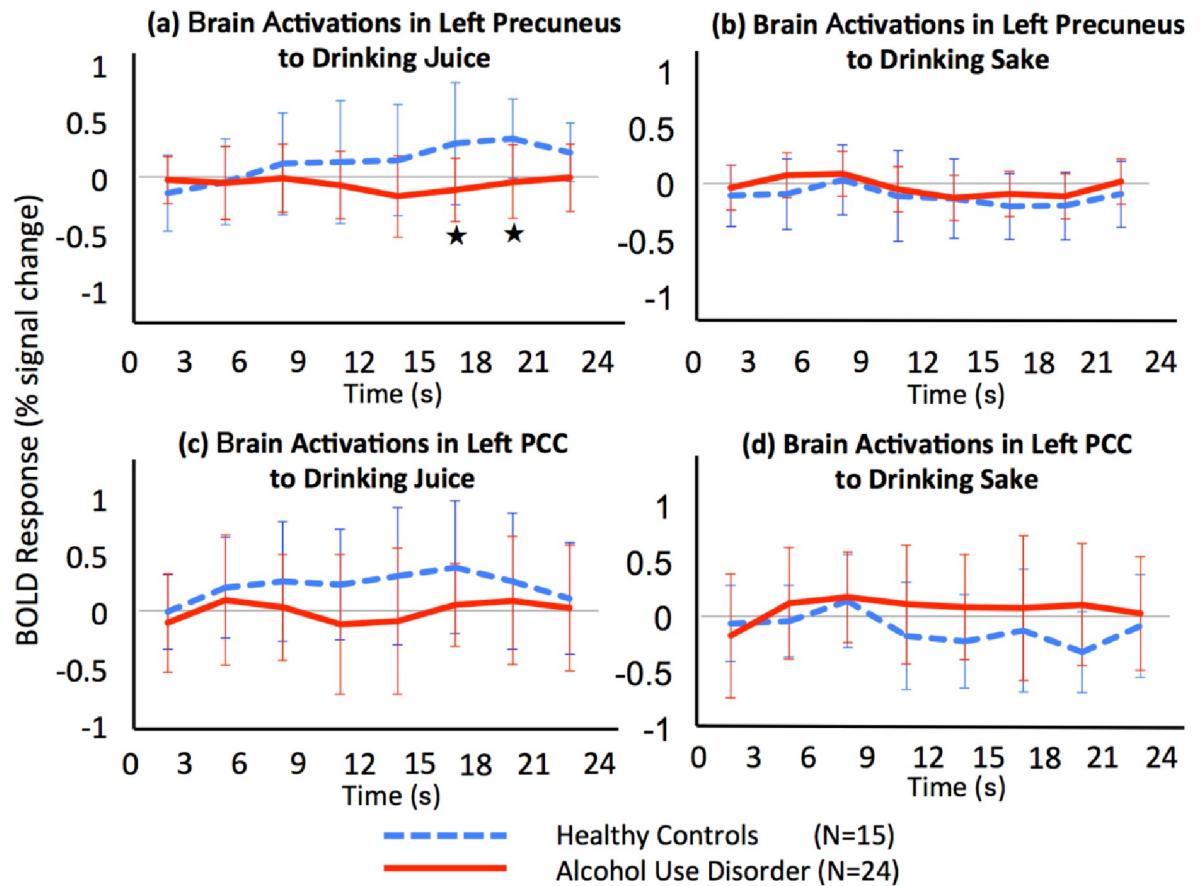 (a) Brain Activations in Left Precuneus
to Drinking Juice
(b) Brain Activations in Left Precuneus
to Drinking Sake
BOLD Response (% signal change)
1
0.5
0
-0.5
-1
★ ★
0 3 6 9 12 15 18 21 24
Time (s)
1
0.5
0
-0.5
-1
0 3 6 9 12 15 18 21 24
Time (s)
(c) Brain Activations in Left PCC
to Drinking Juice
(d) Brain Activations in Left PCC
to Drinking Sake
1
0.5
0
-0.5
-1
0 3 6 9 12 15 18 21 24
Time (s)
1
0.5
0
-0.5
-1
0 3 6 9 12 15 18 21 24
Time (s)
Healthy Controls (N=15)
Alcohol Use Disorder (N=24)